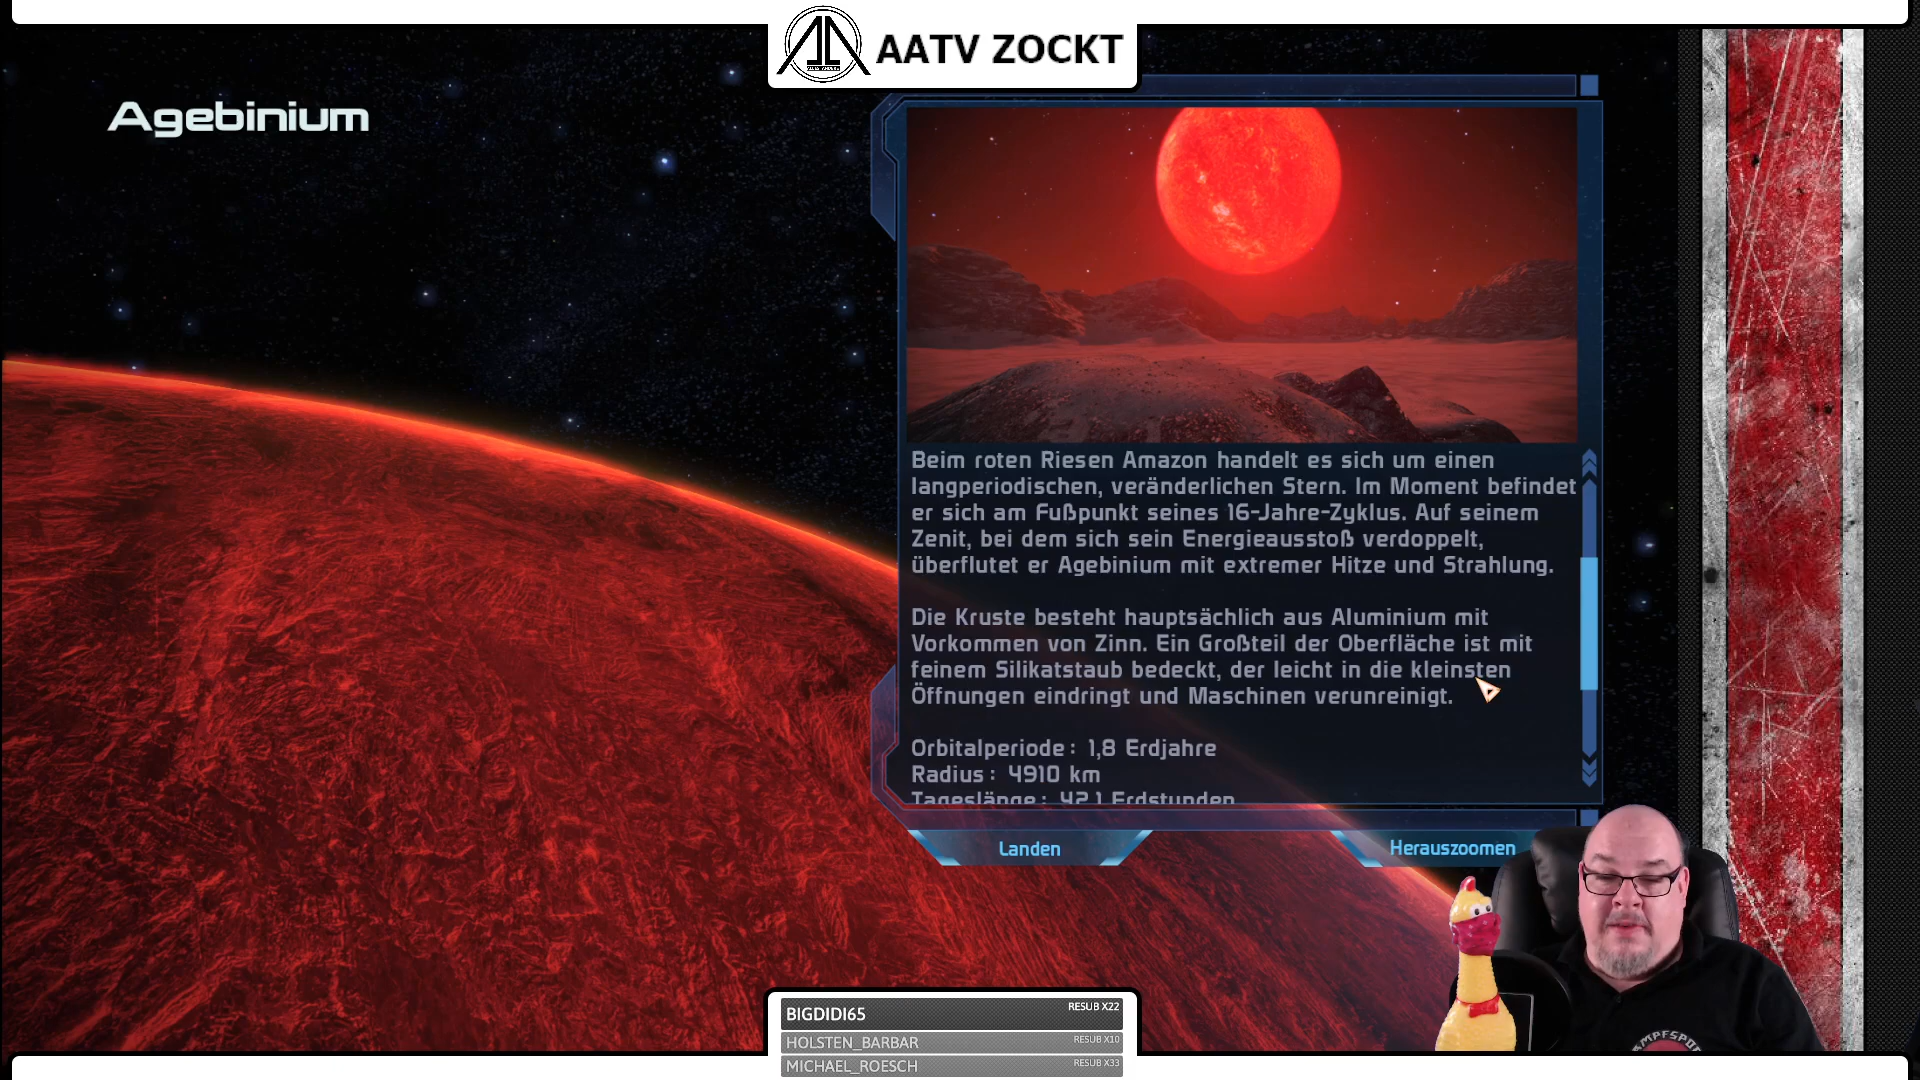 AATV ZOCKT
Agebinium
Beim roten Riesen Amazon handelt es sich um einen
langperiodischen, veränderlichen Stern. Im Moment befindet
er sich am Fußpunkt seines 16-Jahre-Zyklus. Auf seinem
Zenit, bei dem sich sein Energieausstoß verdoppelt,
überflutet er Agebinium mit extremer Hitze und Strahlung.
Die Kruste besteht hauptsächlich aus Aluminium mit
Vorkommen von Zinn. Ein Großteil der Oberfläche ist mit
feinem Silikatstaub bedeckt, der leicht in die kleinsten
Öffnungen eindringt und Maschinen verunreinigt.
Orbitalperiode: 1,8 Erdjahre
Radius: 4910 km
Tageslänge: 42,1 Erdstunden
Landen
Herauszoomen
BIGDIDI65 RESUB X22
HOLSTEN_BARBAR RESUB X10
MICHAEL_ROESCH RESUB X33